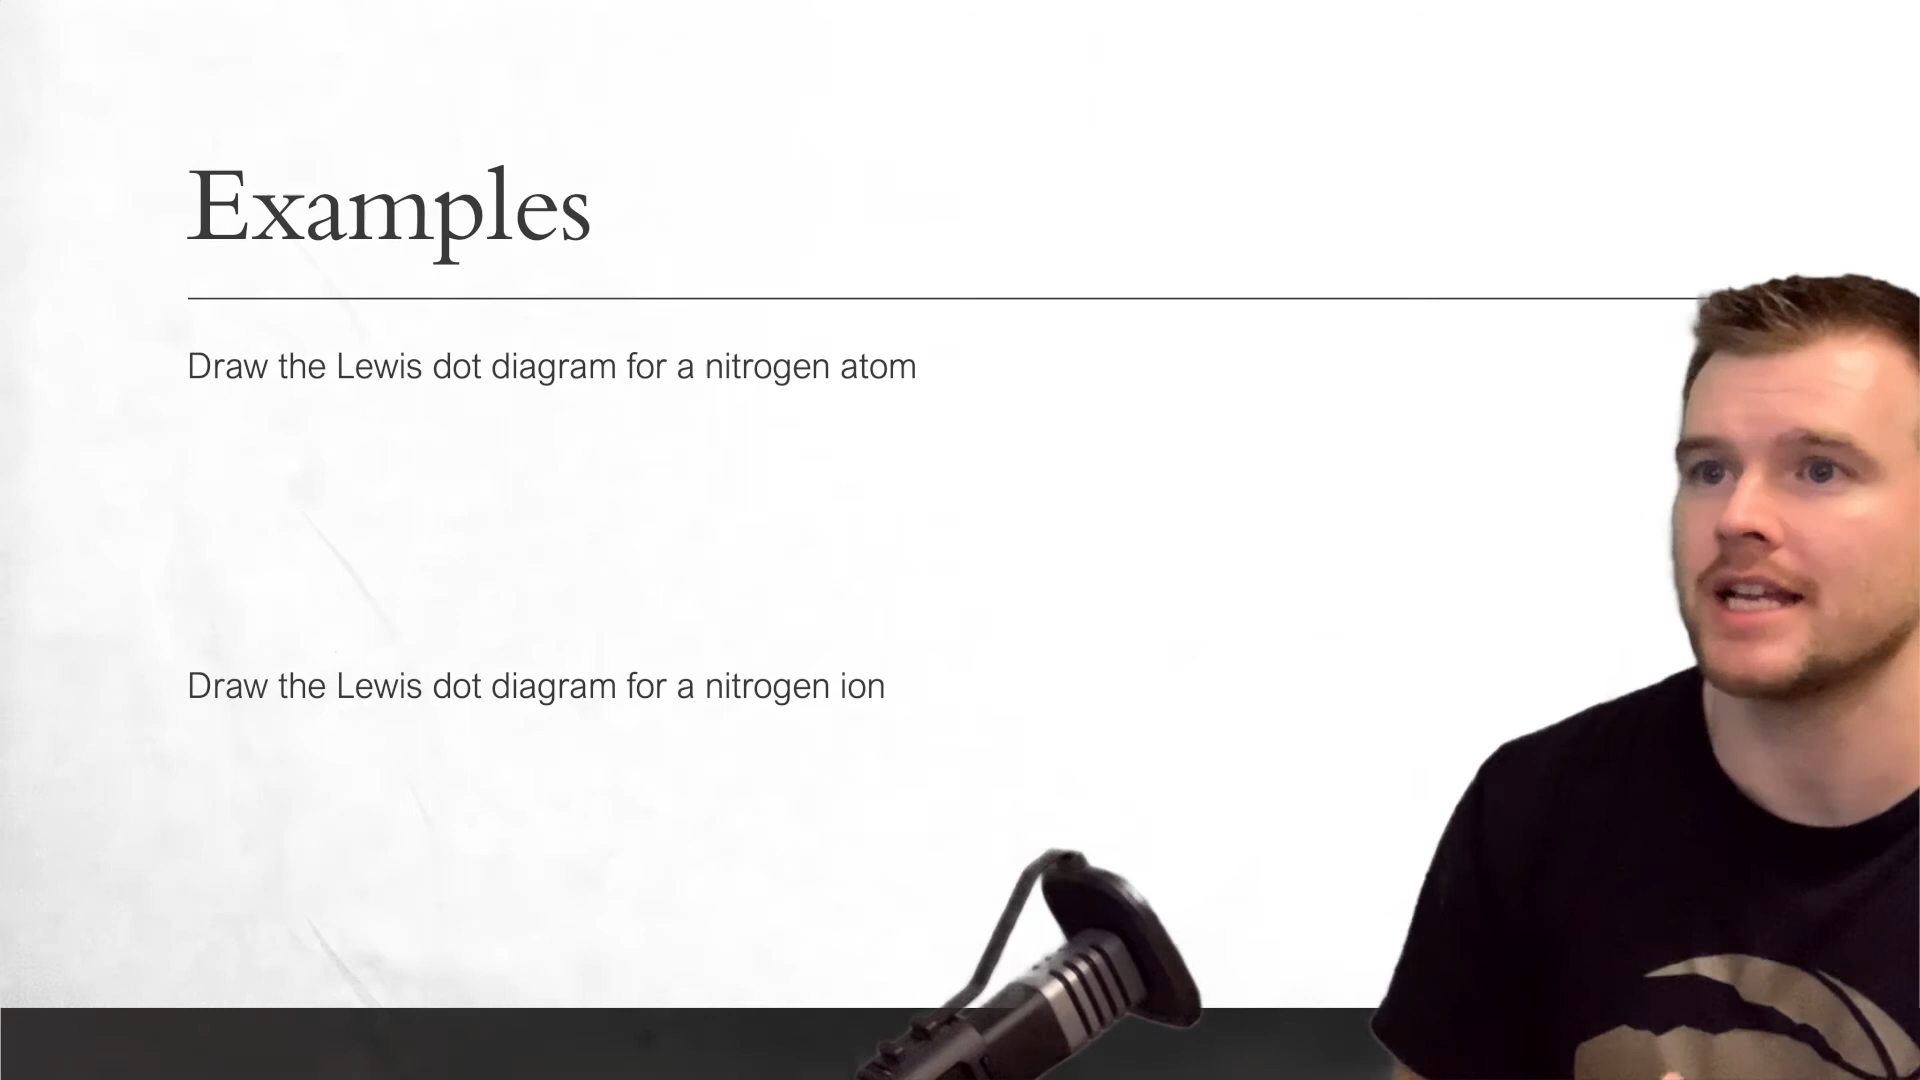 Examples
Draw the Lewis dot diagram for a nitrogen atom
Draw the Lewis dot diagram for a nitrogen ion